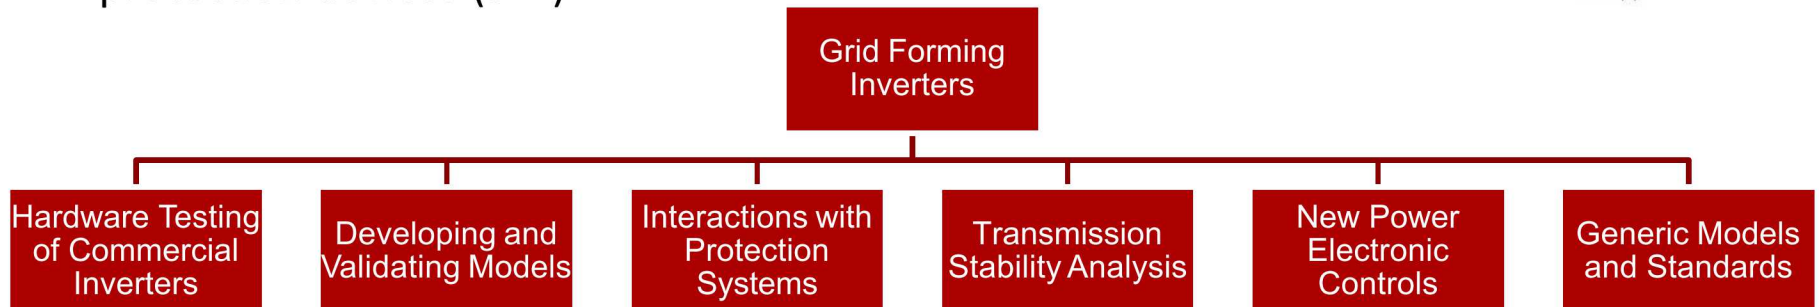 Grid Forming
Inverters
Hardware Testing
of Commercial
Inverters
Developing and
Validating Models
Interactions with
Protection
Systems
Transmission
Stability Analysis
New Power
Electronic
Controls
Generic Models
and Standards